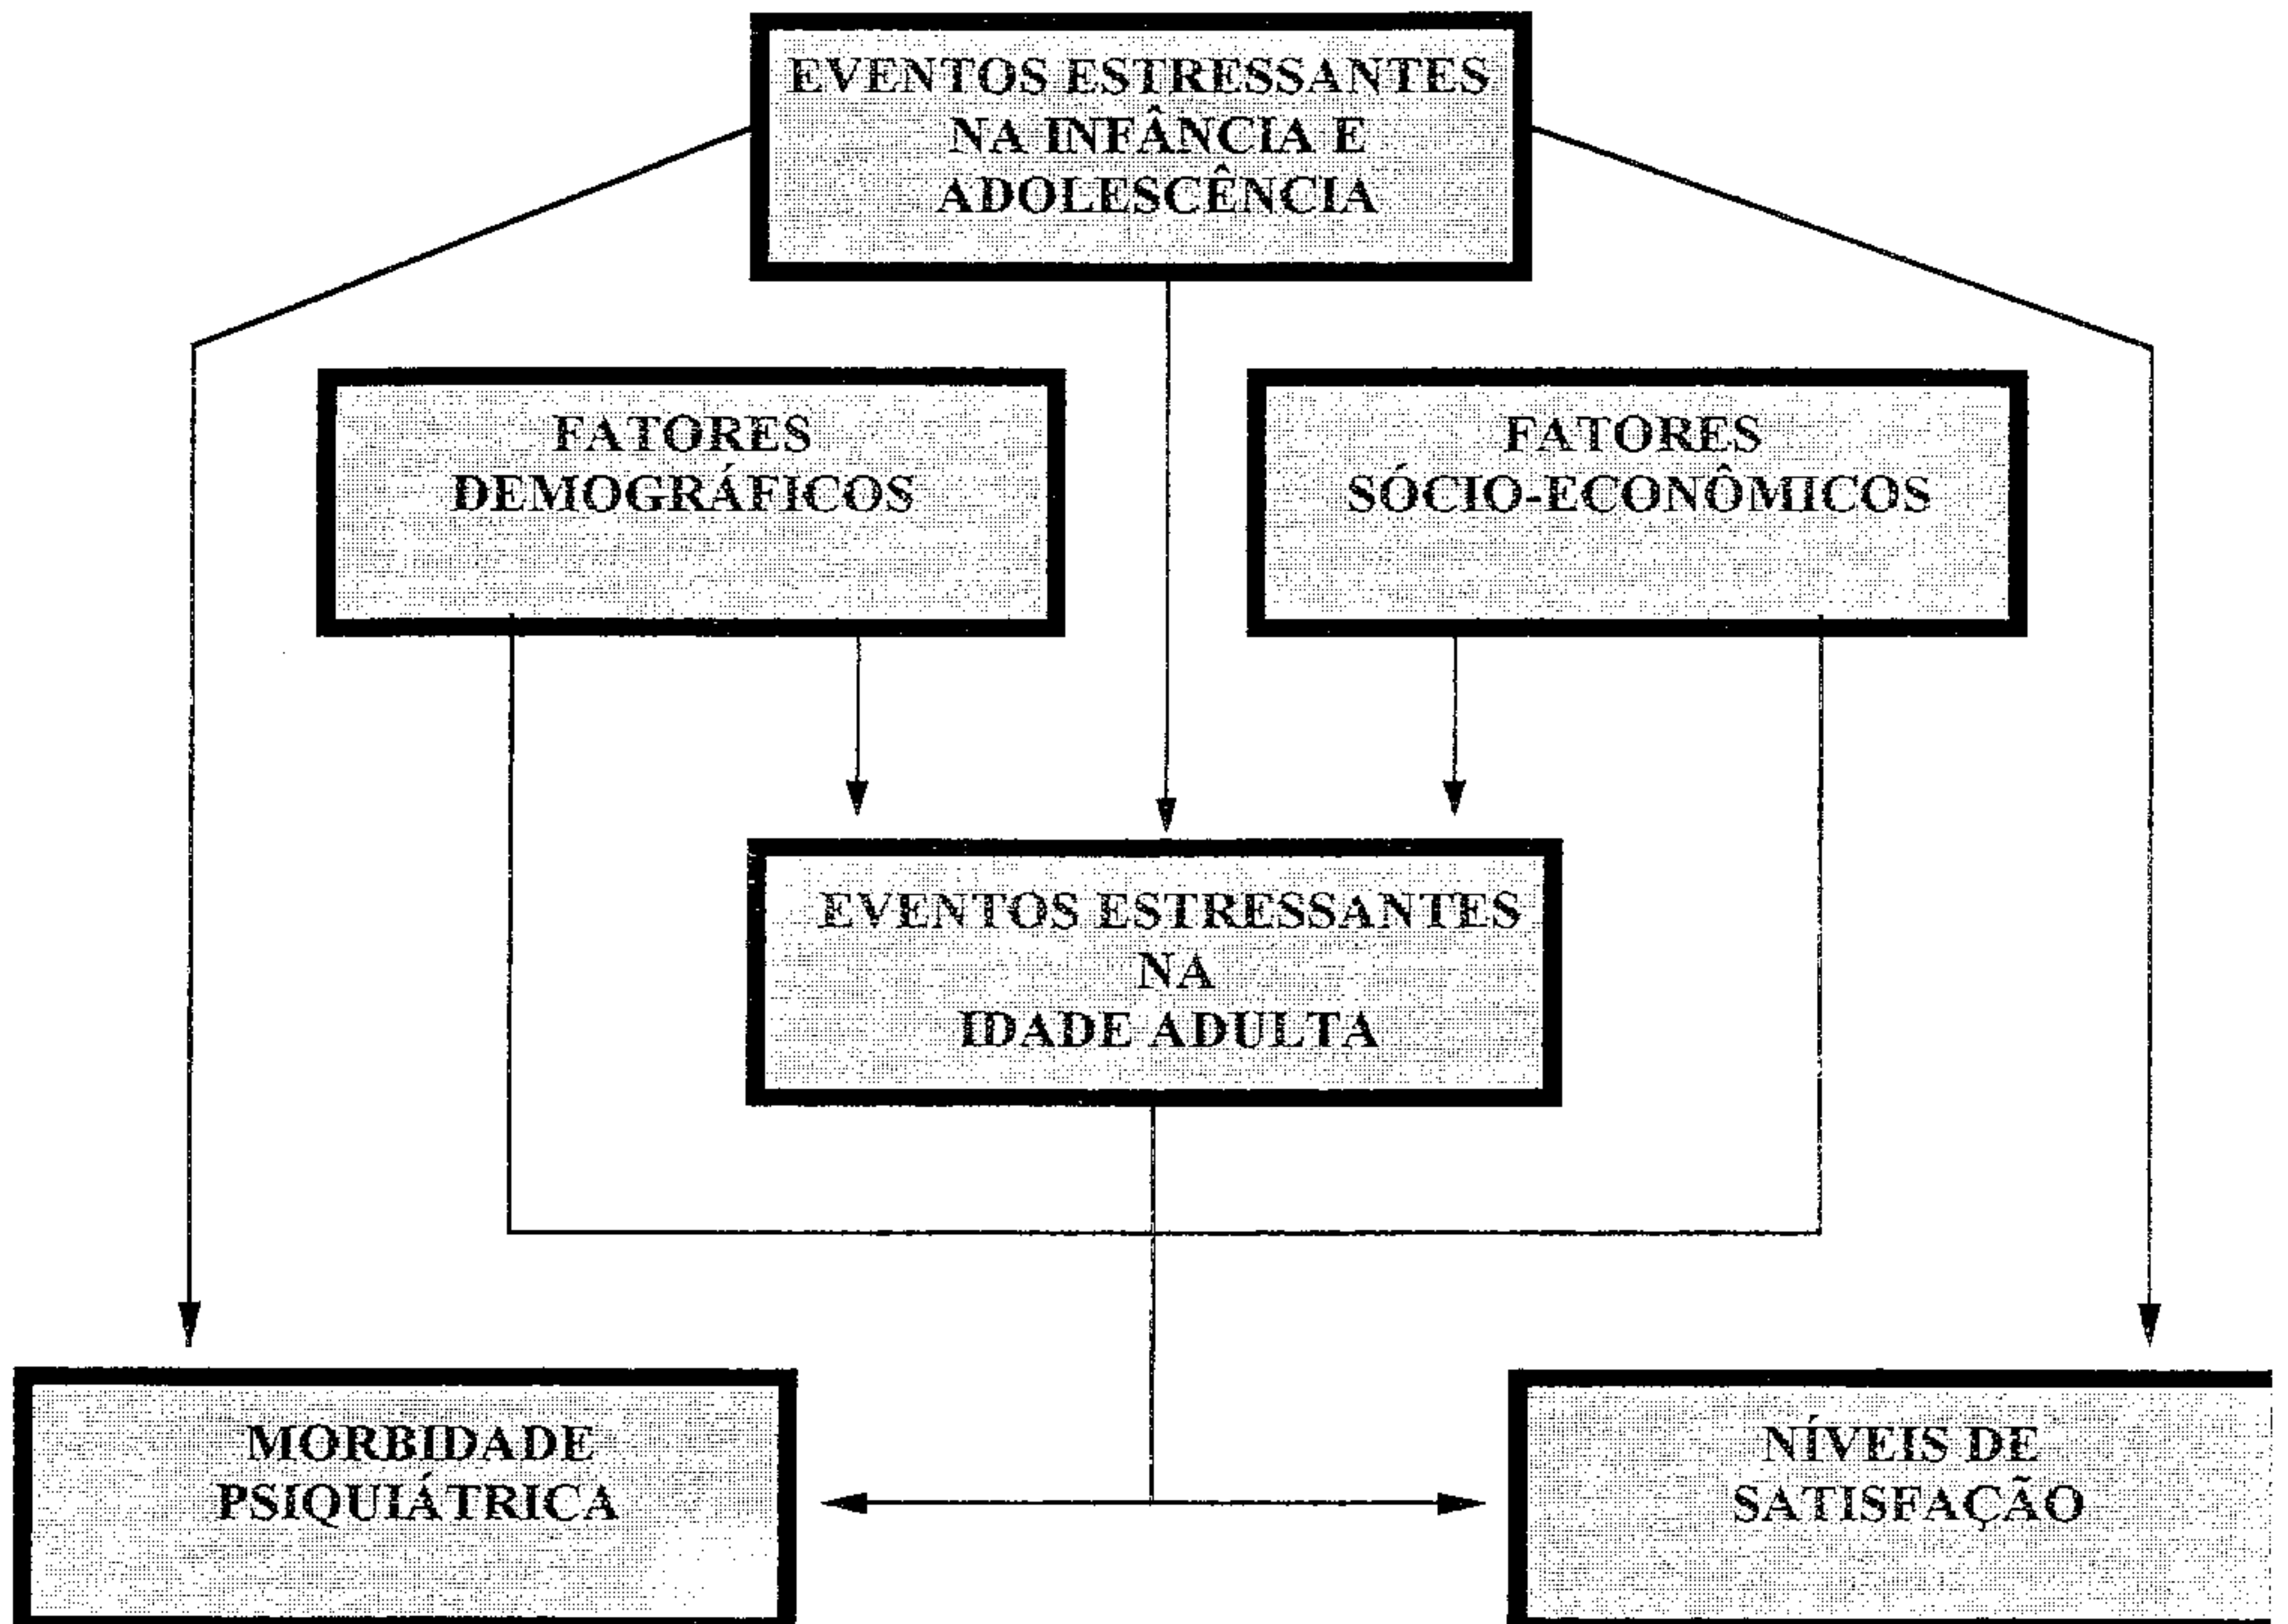 EVENTOS ESTRESSANTES
NA INFÂNCIA E
ADOLESCÊNCIA
FATORES
DEMOGRÁFICOS
FATORES
SÓCIO-ECONÔMICOS
EVENTOS ESTRESSANTES
NA
IDADE ADULTA
MORBIDADE
PSIQUIÁTRICA
NÍVEIS DE
SATISFAÇÃO